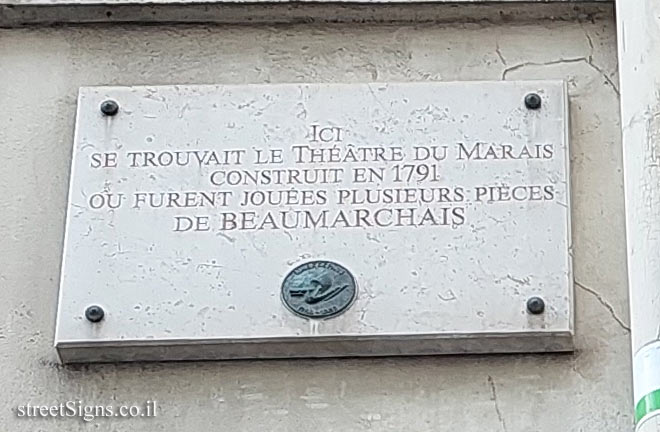 ICI
SE TROUVAIT LE THÉÂTRE DU MARAIS
CONSTRUIT EN 1791
OU FURENT JOUÉES PLUSIEURS PIÈCES
DE BEAUMARCHAIS
streetSigns.co.il